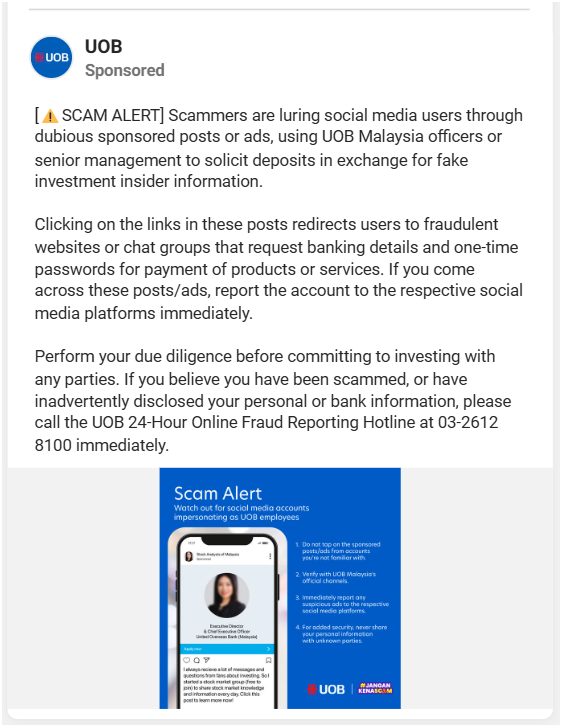 UOB
UOB
Sponsored
[⚠ SCAM ALERT] Scammers are luring social media users through
dubious sponsored posts or ads, using UOB Malaysia officers or
senior management to solicit deposits in exchange for fake
investment insider information.
Clicking on the links in these posts redirects users to fraudulent
websites or chat groups that request banking details and one-time
passwords for payment of products or services. If you come
across these posts/ads, report the account to the respective social
media platforms immediately.
Perform your due diligence before committing to investing with
any parties. If you believe you have been scammed, or have
inadvertently disclosed your personal or bank information, please
call the UOB 24-Hour Online Fraud Reporting Hotline at 03-2612
8100 immediately.
Scam Alert
Watch out for social media accounts
impersonating as UOB employees
Stock Analysis of Malaysia
Sponsored
Executive Director
& Chief Executive Officer
United Overseas Bank (Malaysia)
Apply now
I always recieve a lot of messages and
questions from fans about investing. So I
started a stock market group (free to
join) to share stock market knowledge
and information every day. Click this
post to learn more now!
1. Do not tap on the sponsored
posts/ads from accounts
you're not familiar with.
2. Verify with UOB Malaysia's
official channels.
3. Immediately report any
suspicious ads to the respective
social media platforms.
4. For added security, never share
your personal information
with unknown parties.
UOB
#JANGAN
KENASCAM